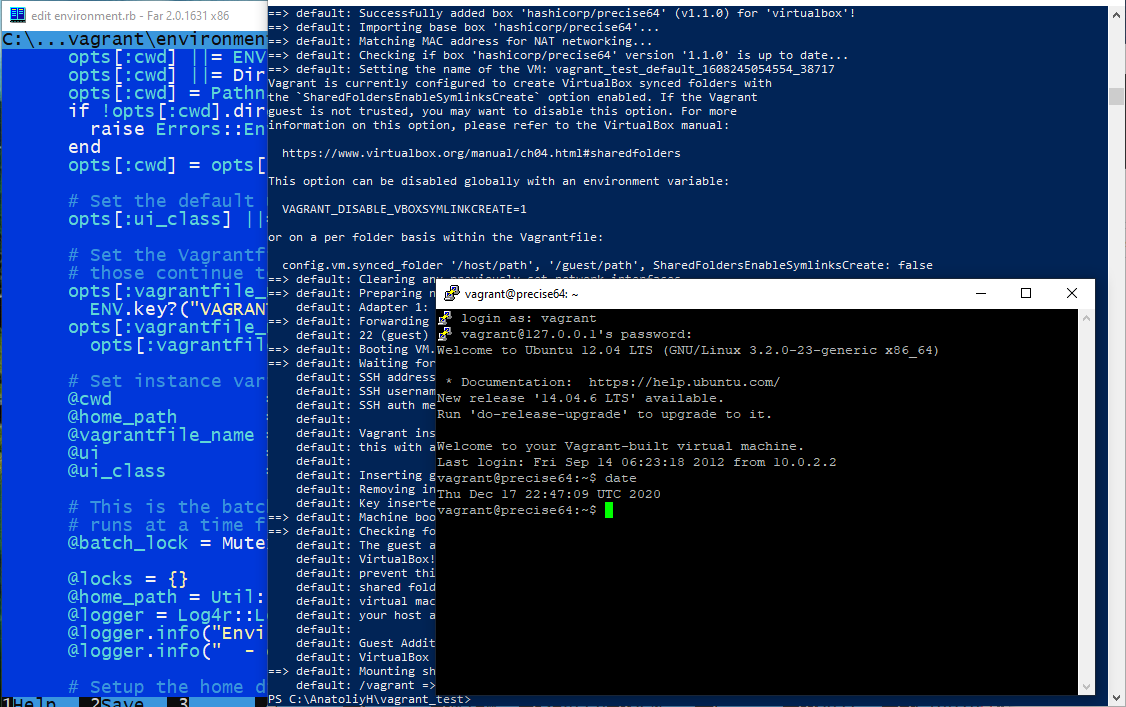 edit environment.rb - Far 2.0.1631 x86
C:\...vagrant\environmen
opts[:cwd] ||= ENV
opts[:cwd] ||= Dir
opts[:cwd] = Pathn
if !opts[:cwd].dir
raise Errors::En
end
opts[:cwd] = opts[
# Set the default
opts[:ui_class] ||
# Set the Vagrantf
# those continue t
opts[:vagrantfile_
ENV.key?("VAGRAN
opts[:vagrantfile_
opts[:vagrantfil
# Set instance var
@cwd
@home_path
@vagrantfile_name
@ui
@ui_class
# This is the batc
# runs at a time f
@batch_lock = Mute
@locks = {}
@home_path = Util:
@logger = Log4r::L
@logger.info("Envi
@logger.info("  - 
# Setup the home d
1Help 2Save 3
==> default: Successfully added box 'hashicorp/precise64' (v1.1.0) for 'virtualbox'!
==> default: Importing base box 'hashicorp/precise64'...
==> default: Matching MAC address for NAT networking...
==> default: Checking if box 'hashicorp/precise64' version '1.1.0' is up to date...
==> default: Setting the name of the VM: vagrant_test_default_1608245054554_38717
Vagrant is currently configured to create VirtualBox synced folders with
the `SharedFoldersEnableSymlinksCreate` option enabled. If the Vagrant
guest is not trusted, you may want to disable this option. For more
information on this option, please refer to the VirtualBox manual:
https://www.virtualbox.org/manual/ch04.html#sharedfolders
This option can be disabled globally with an environment variable:
VAGRANT_DISABLE_VBOXSYMLINKCREATE=1
or on a per folder basis within the Vagrantfile:
config.vm.synced_folder '/host/path', '/guest/path', SharedFoldersEnableSymlinksCreate: false
==> default: Clearing any previously set network interfaces...
==> default: Preparing n
default: Adapter 1:
==> default: Forwarding
default: 22 (guest)
==> default: Booting VM.
==> default: Waiting for
default: SSH address
default: SSH usernam
default: SSH auth me
default:
default: Vagrant ins
default: this with a
default:
default: Inserting g
default: Removing in
default: Key inserte
==> default: Machine boo
==> default: Checking fo
default: The guest a
default: VirtualBox!
default: prevent thi
default: shared fold
default: virtual mac
default: your host a
default:
default: Guest Addit
default: VirtualBox
==> default: Mounting sh
default: /vagrant =>
PS C:\AnatoliyH\vagrant_test>
vagrant@precise64: ~
login as: vagrant
vagrant@127.0.0.1's password:
Welcome to Ubuntu 12.04 LTS (GNU/Linux 3.2.0-23-generic x86_64)
* Documentation:  https://help.ubuntu.com/
New release '14.04.6 LTS' available.
Run 'do-release-upgrade' to upgrade to it.
Welcome to your Vagrant-built virtual machine.
Last login: Fri Sep 14 06:23:18 2012 from 10.0.2.2
vagrant@precise64:~$ date
Thu Dec 17 22:47:09 UTC 2020
vagrant@precise64:~$